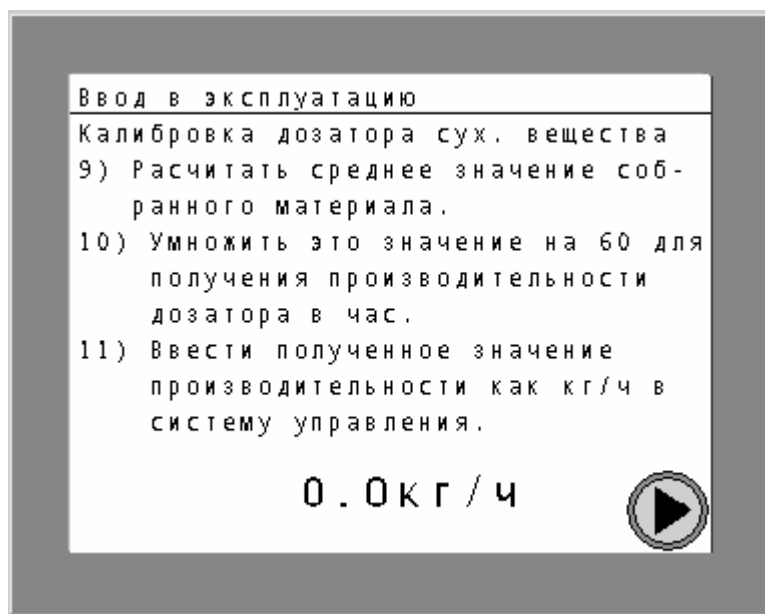 Ввод в эксплуатацию
Калибровка дозатора сух. вещества
9) Расчитать среднее значение соб-
ранного материала.
10) Умножить это значение на 60 для
получения производительности
дозатора в час.
11) Ввести полученное значение
производительности как кг/ч в
систему управления.
0.0кг/ч